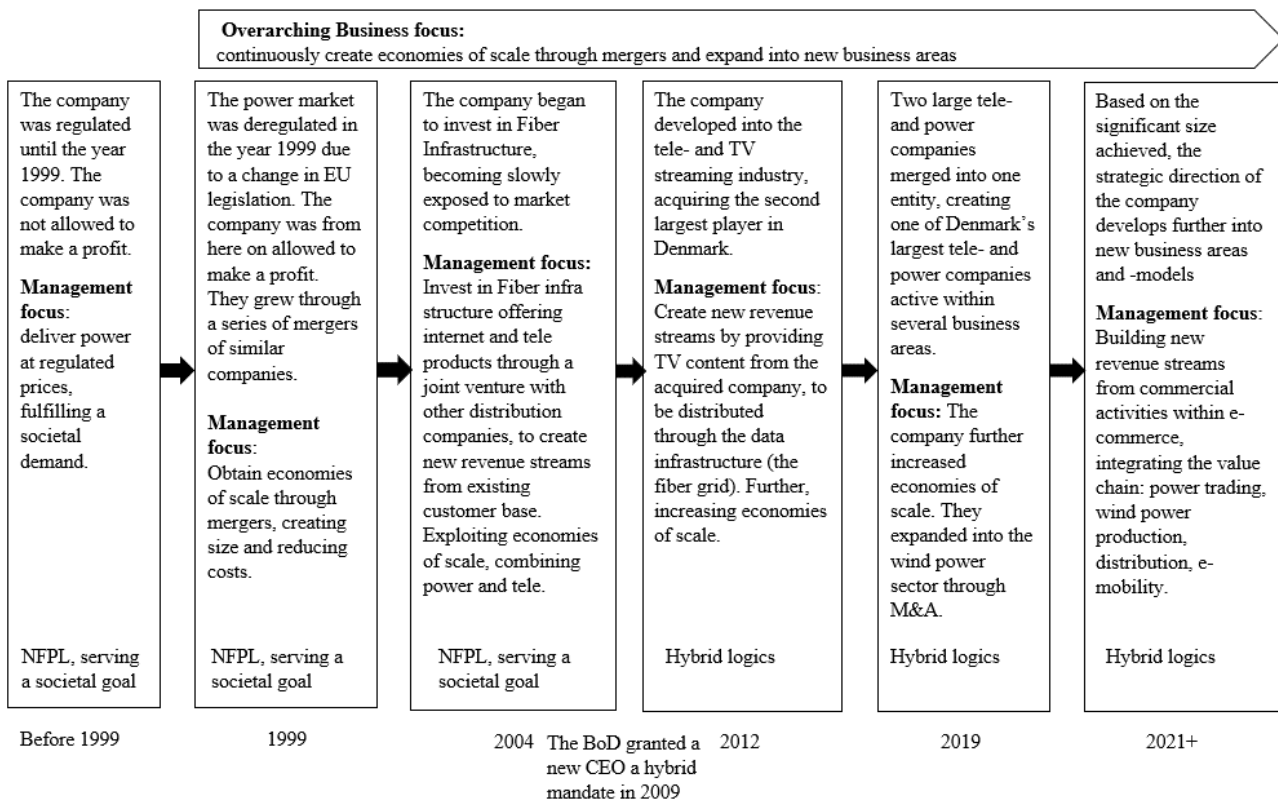 Overarching Business focus:
continuously create economies of scale through mergers and expand into new business areas
The company
was regulated
until the year
1999. The
company was
not allowed to
make a profit.
Management
focus:
deliver power
at regulated
prices,
fulfilling a
societal
demand.
NFPL, serving
a societal goal
Before 1999
The power market
was deregulated in
the year 1999 due
to a change in EU
legislation. The
company was from
here on allowed to
make a profit.
They grew through
a series of mergers
of similar
companies.
Management
focus:
Obtain economies
of scale through
mergers, creating
size and reducing
costs.
NFPL, serving a
societal goal
1999
The company began
to invest in Fiber
Infrastructure,
becoming slowly
exposed to market
competition.
Management focus:
Invest in Fiber infra
structure offering
internet and tele
products through a
joint venture with
other distribution
companies, to create
new revenue streams
from existing
customer base.
Exploiting economies
of scale, combining
power and tele.
NFPL, serving a
societal goal
2004
The BoD granted a
new CEO a hybrid
mandate in 2009
The company
developed into the
tele- and TV
streaming industry,
acquiring the second
largest player in
Denmark.
Management focus:
Create new revenue
streams by providing
TV content from the
acquired company, to
be distributed
through the data
infrastructure (the
fiber grid). Further,
increasing economies
of scale.
Hybrid logics
2012
Two large tele-
and power
companies
merged into one
entity, creating
one of Denmark's
largest tele- and
power companies
active within
several business
areas.
Management
focus: The
company further
increased
economies of
scale. They
expanded into the
wind power
sector through
M&A.
Hybrid logics
2019
Based on the
significant size
achieved, the
strategic direction of
the company
develops further into
new business areas
and -models
Management focus:
Building new
revenue streams
from commercial
activities within e-
commerce,
integrating the value
chain: power trading,
wind power
production,
distribution, e-
mobility.
Hybrid logics
2021+